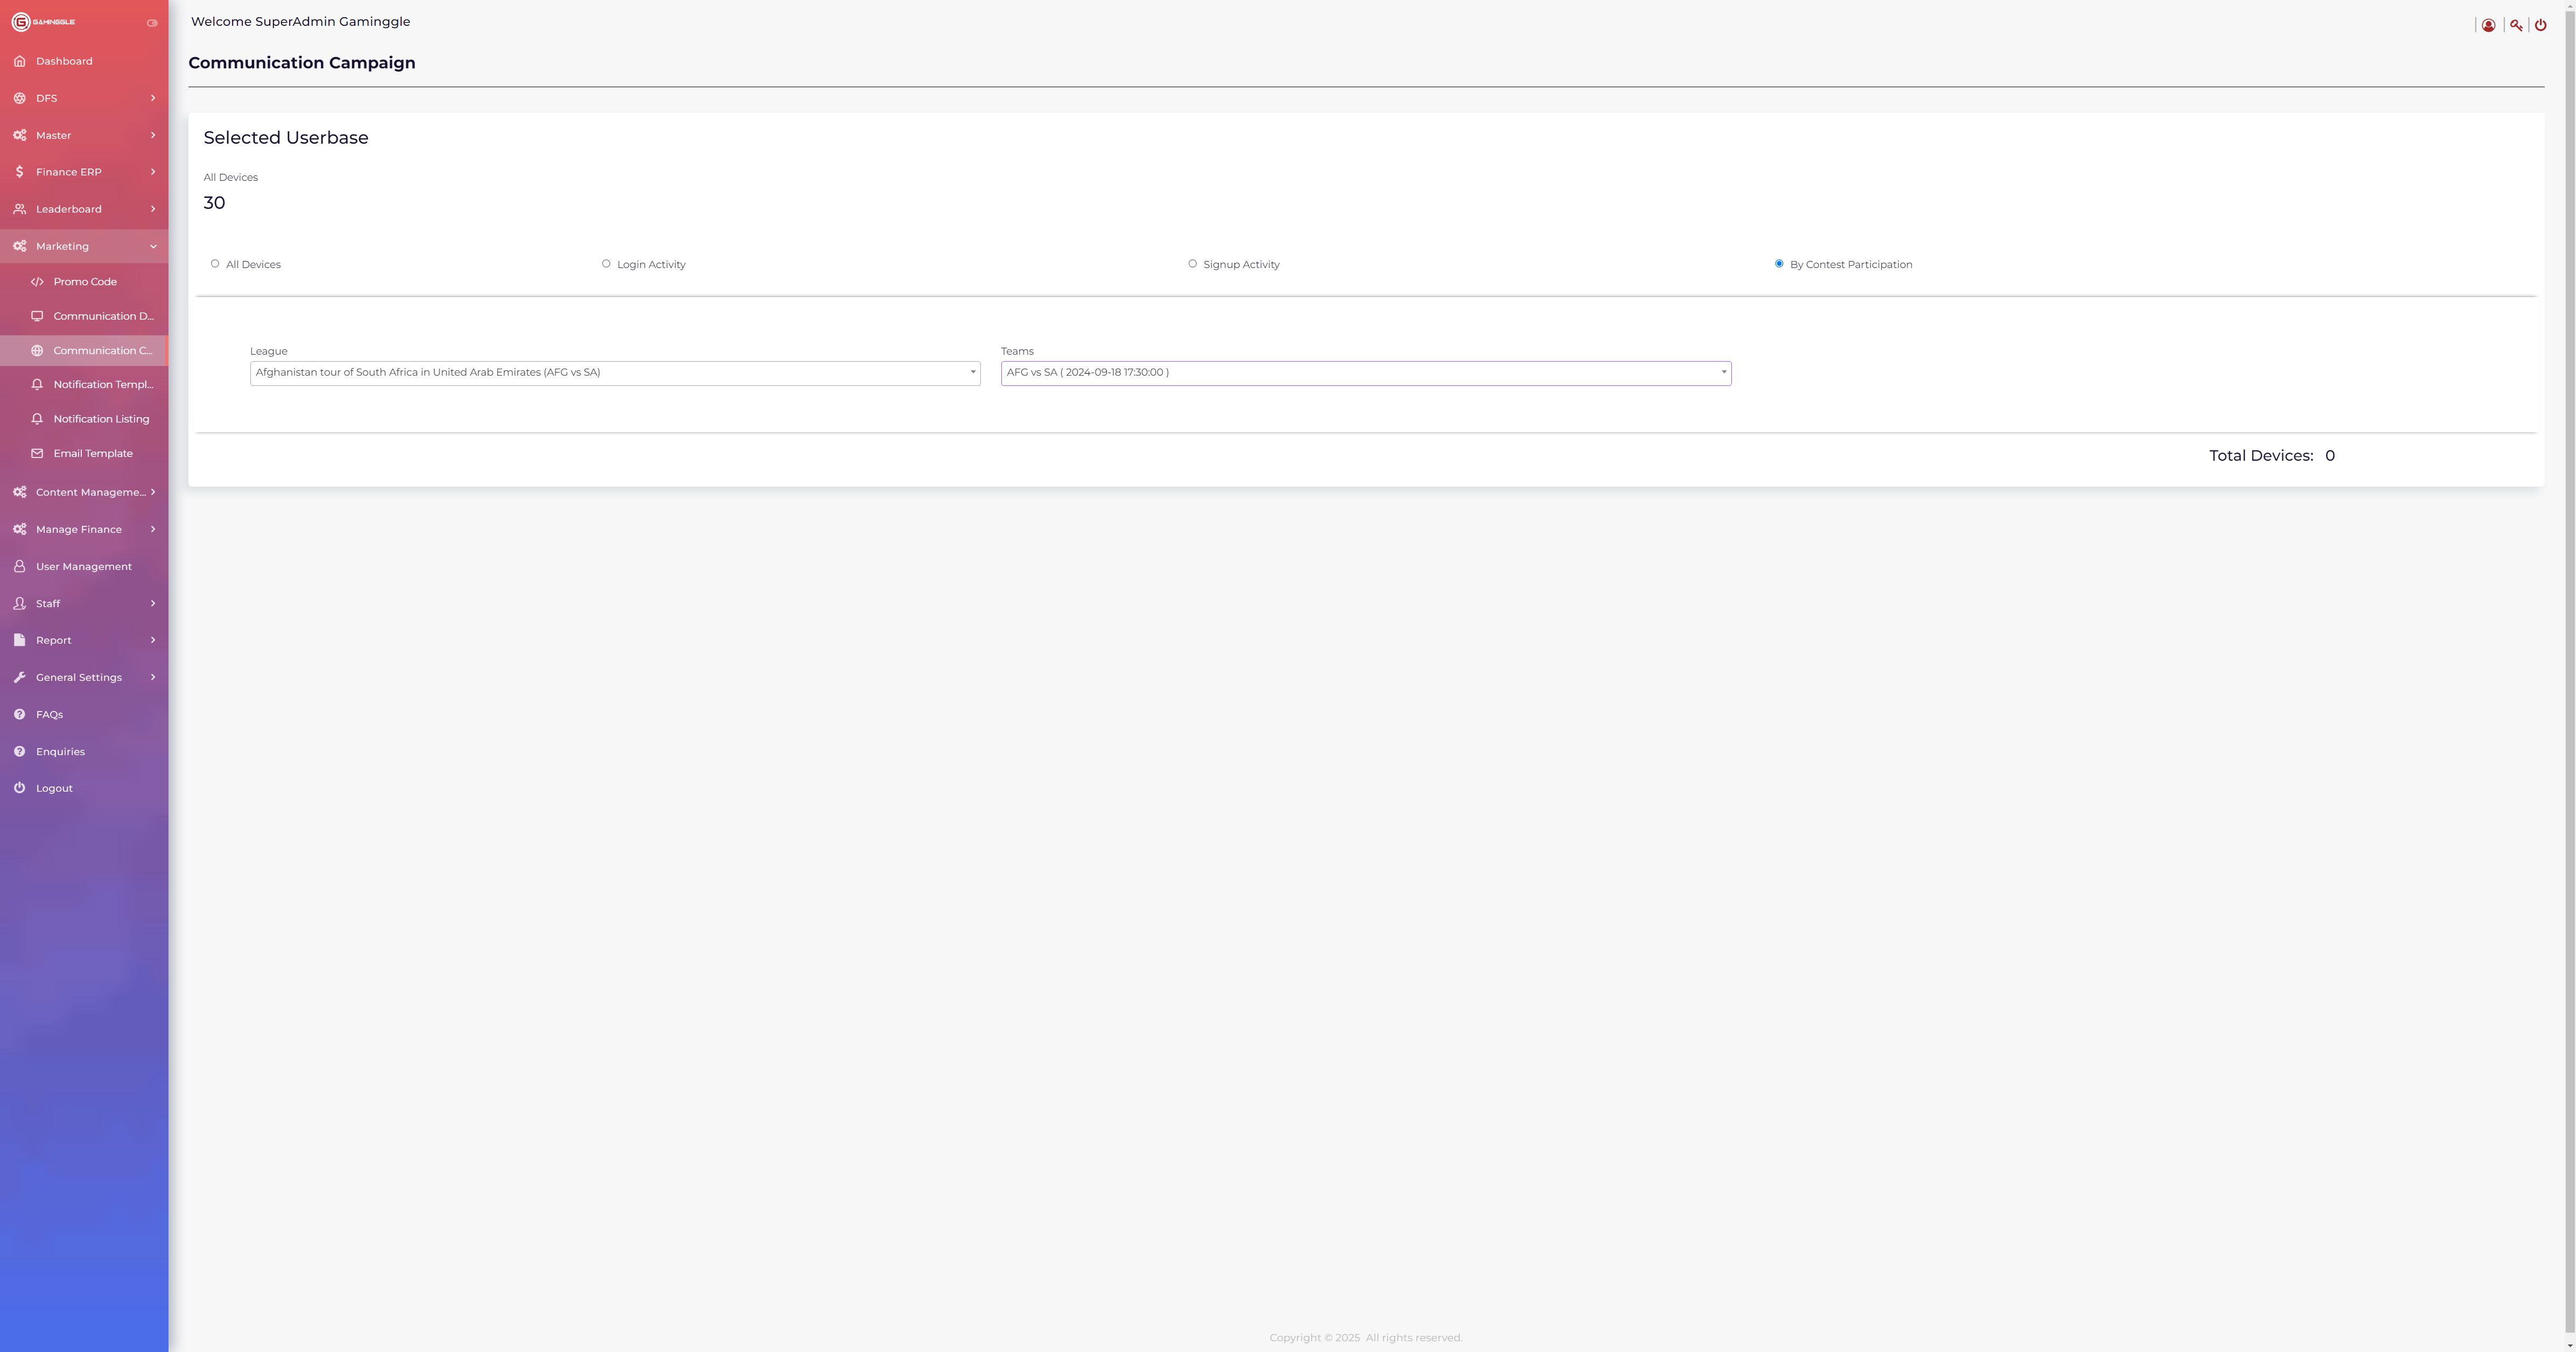 GAMINGGLE
Welcome SuperAdmin Gaminggle
Dashboard
DFS
Master
Finance ERP
Leaderboard
Marketing
Promo Code
Communication D...
Communication C...
Notification Templ...
Notification Listing
Email Template
Content Manageme...
Manage Finance
User Management
Staff
Report
General Settings
FAQs
Enquiries
Logout
Communication Campaign
Selected Userbase
All Devices
30
All Devices Login Activity Signup Activity By Contest Participation
League Teams
Afghanistan tour of South Africa in United Arab Emirates (AFG vs SA) AFG vs SA ( 2024-09-18 17:30:00 )
Total Devices: 0
Copyright © 2025 All rights reserved.